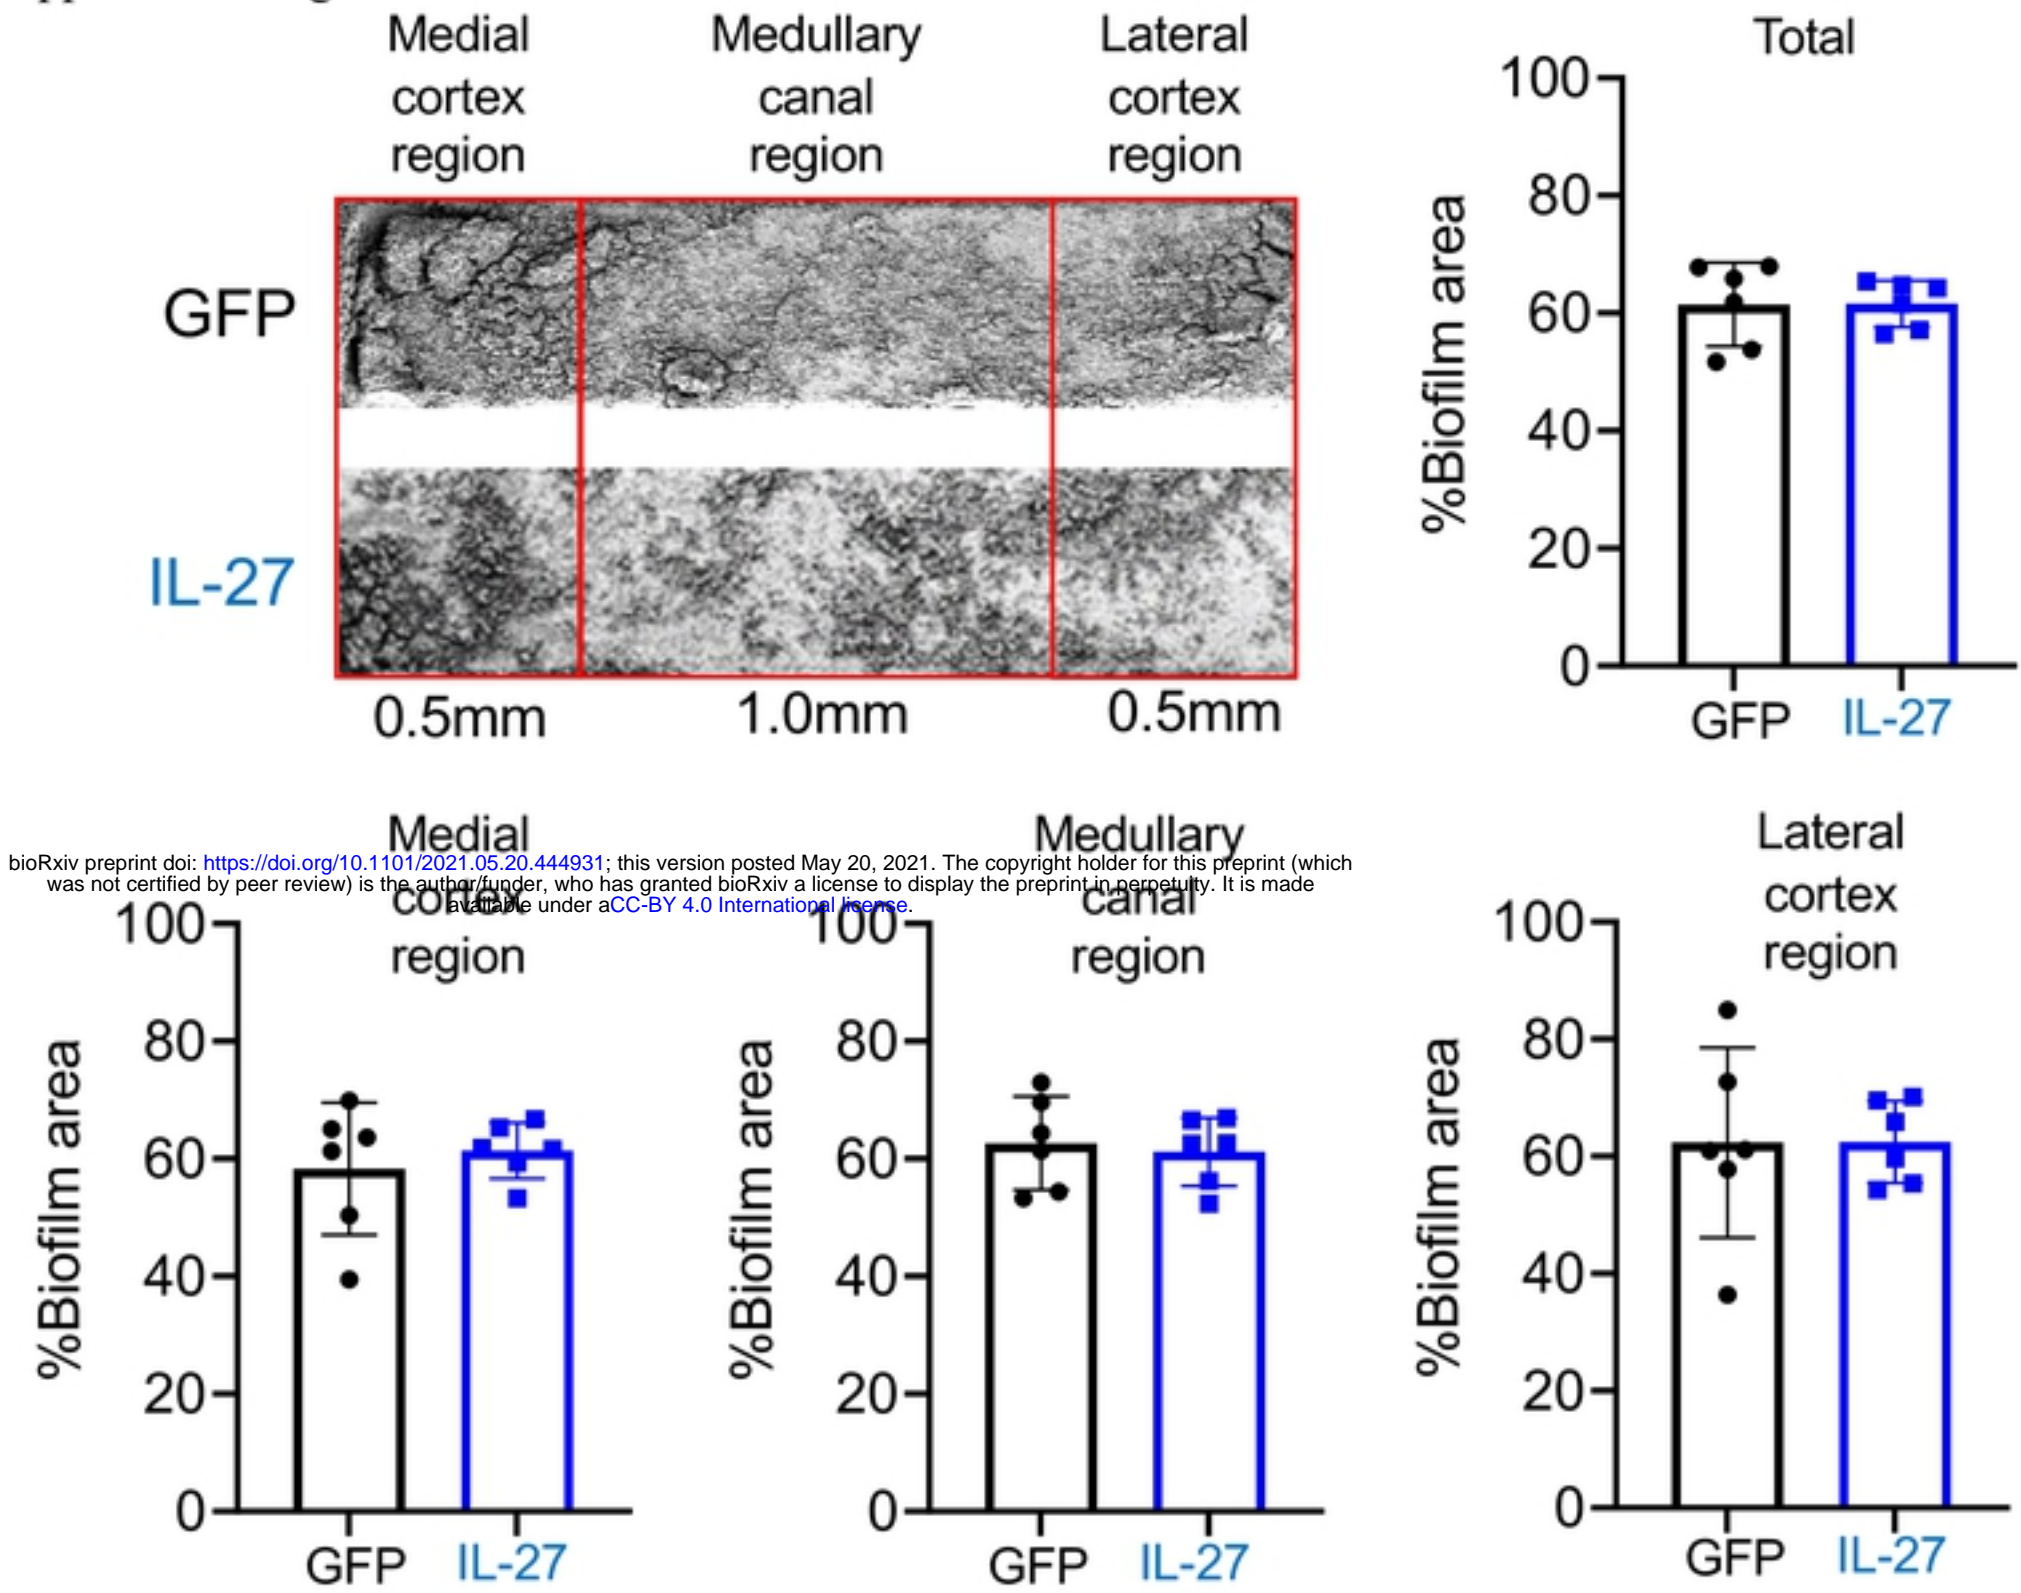 Medial
cortex
region
Medullary
canal
region
Lateral
cortex
region
GFP
IL-27
0.5mm
1.0mm
0.5mm
Total
%Biofilm area
100
80
60
40
20
0
GFP
IL-27
bioRxiv preprint doi: https://doi.org/10.1101/2021.05.20.444931; this version posted May 20, 2021. The copyright holder for this preprint (which
was not certified by peer review) is the author/funder, who has granted bioRxiv a license to display the preprint in perpetuity. It is made
available under aCC-BY 4.0 International license.
Medial
cortex
region
%Biofilm area
100
80
60
40
20
0
GFP
IL-27
Medullary
canal
region
%Biofilm area
100
80
60
40
20
0
GFP
IL-27
Lateral
cortex
region
%Biofilm area
100
80
60
40
20
0
GFP
IL-27